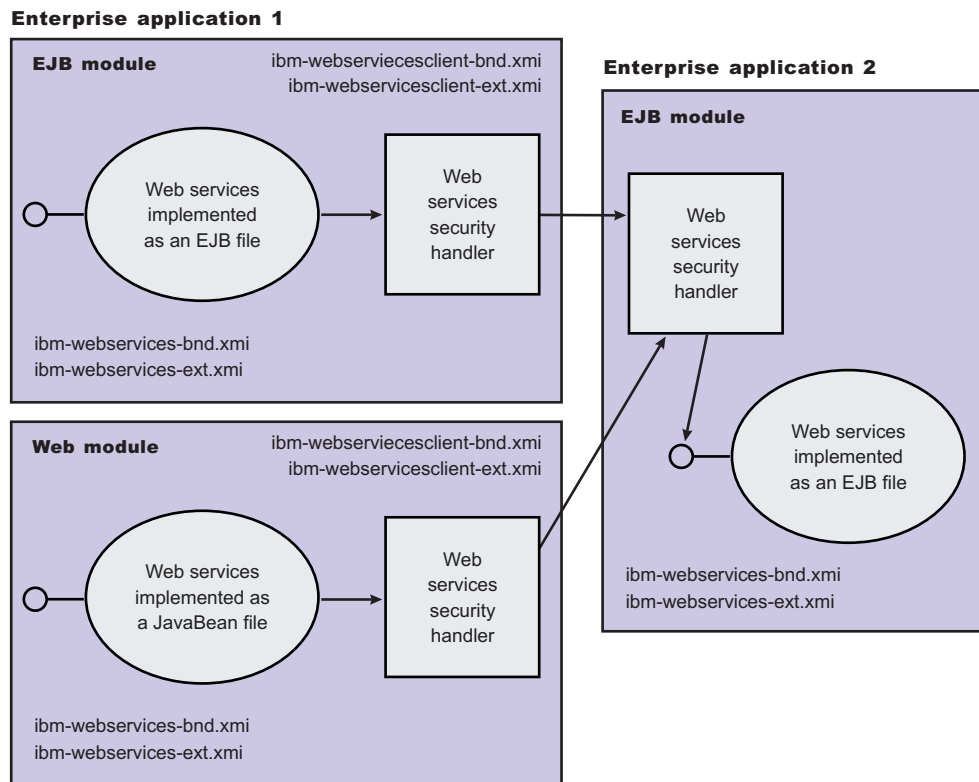 Enterprise application 1
EJB module
ibm-webserviecesclient-bnd.xmi
ibm-webservicesclient-ext.xmi
Web services
implemented
as an EJB file
Web
services
security
handler
ibm-webservices-bnd.xmi
ibm-webservices-ext.xmi
Web module
ibm-webserviecesclient-bnd.xmi
ibm-webservicesclient-ext.xmi
Web services
implemented as
a JavaBean file
Web
services
security
handler
ibm-webservices-bnd.xmi
ibm-webservices-ext.xmi
Enterprise application 2
EJB module
Web
services
security
handler
Web services
implemented
as an EJB file
ibm-webservices-bnd.xmi
ibm-webservices-ext.xmi